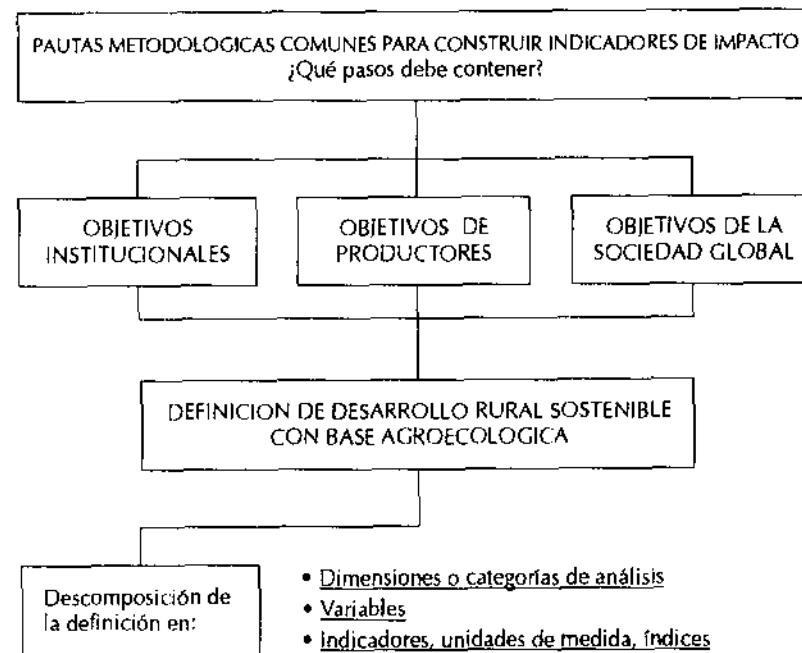 PAUTAS METODOLOGICAS COMUNES PARA CONSTRUIR INDICADORES DE IMPACTO
¿Qué pasos debe contener?
OBJETIVOS
INSTITUCIONALES
OBJETIVOS DE
PRODUCTORES
OBJETIVOS DE LA
SOCIEDAD GLOBAL
DEFINICION DE DESARROLLO RURAL SOSTENIBLE
CON BASE AGROECOLOGICA
Descomposición de
la definición en:
• Dimensiones o categorías de análisis
• Variables
• Indicadores, unidades de medida, índices